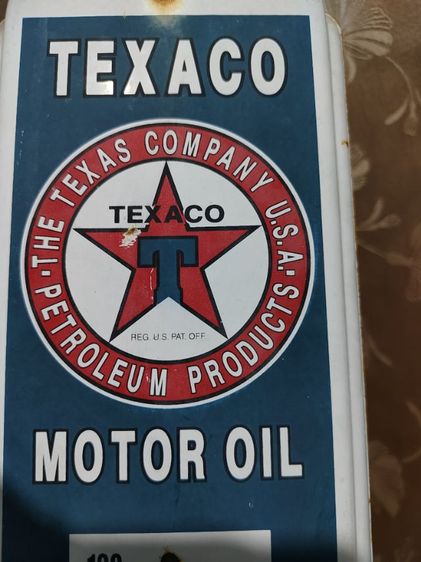 TEXACO
·THE TEXAS COMPANY U.S.A.·
TEXACO
T
REG. U.S. PAT. OFF
PETROLEUM PRODUCTS
MOTOR OIL